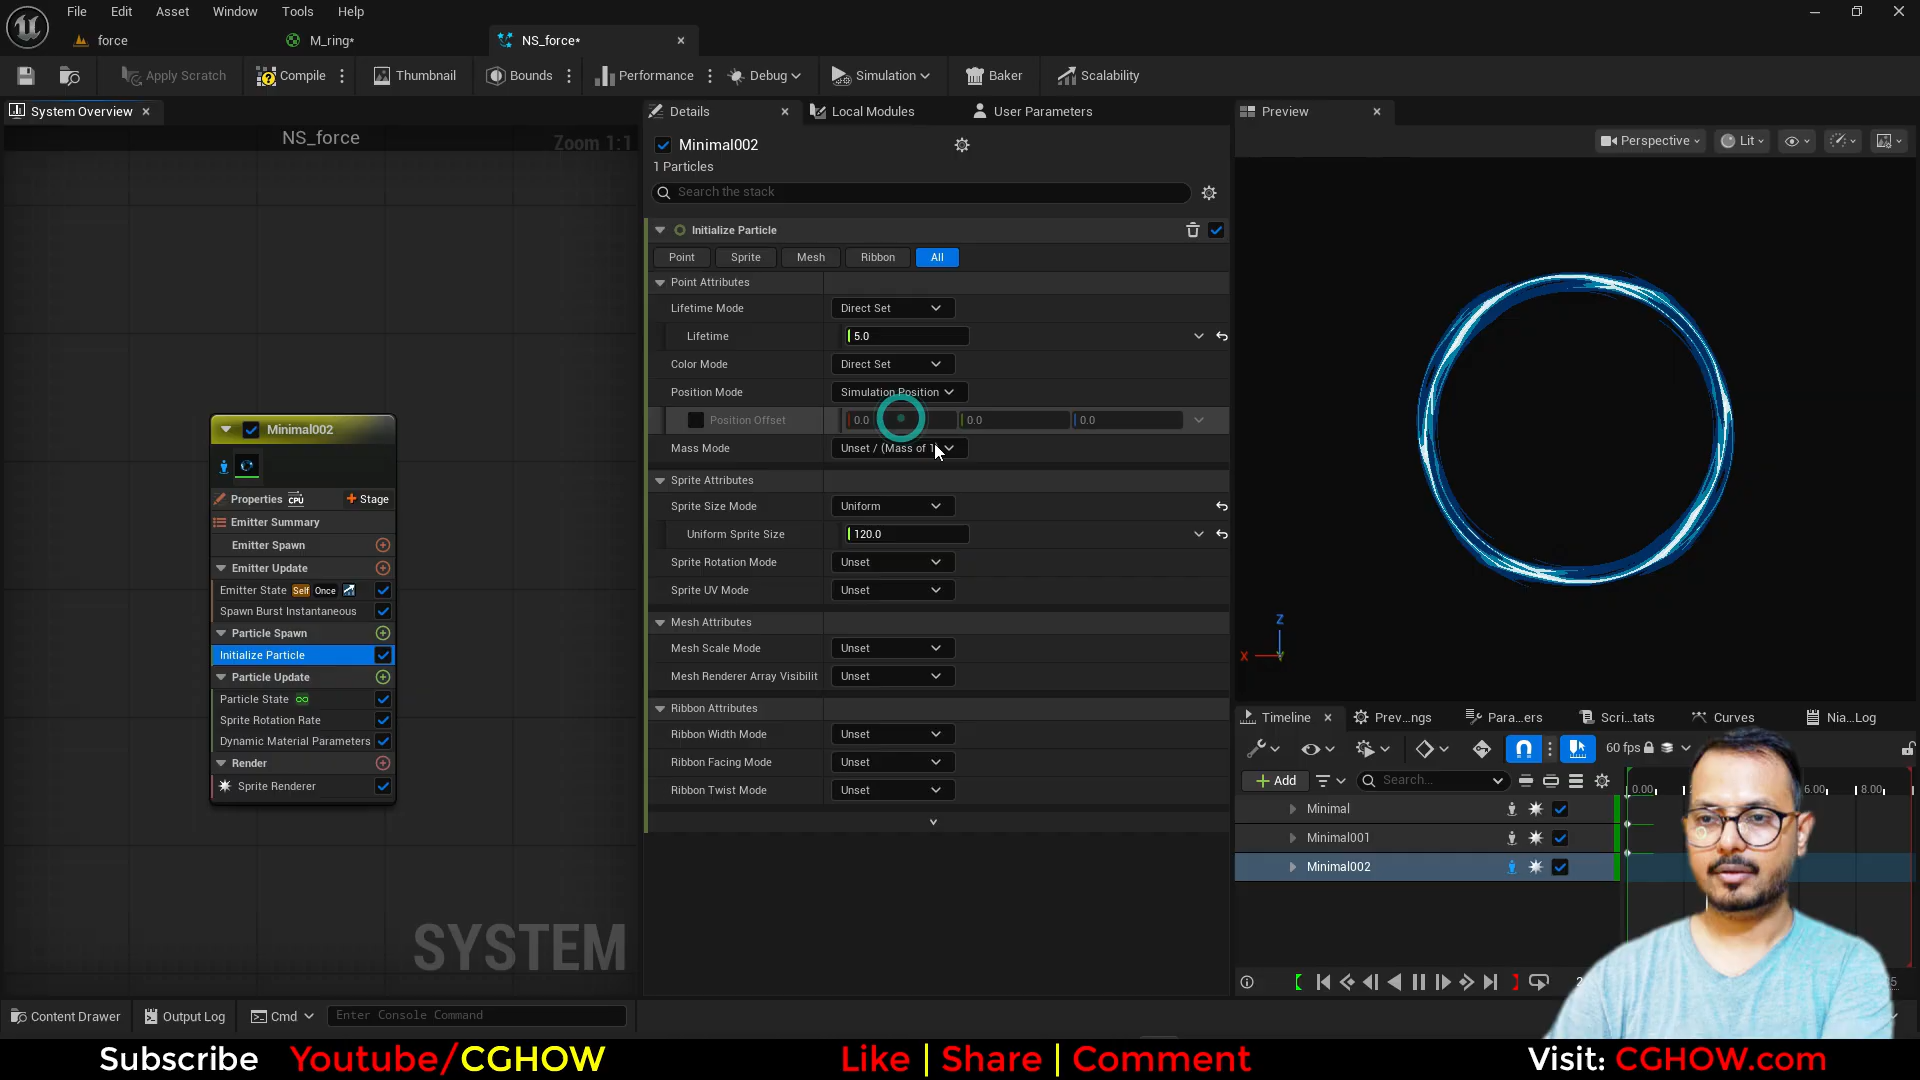 File Edit Asset Window Tools Help
force M_ring* NS_force*
Apply Scratch Compile Thumbnail Bounds Performance Debug Simulation Baker Scalability
System Overview
NS_force
Zoom 1:1
Minimal002
Properties CPU Stage
Emitter Summary
Emitter Spawn
Emitter Update
Emitter State Self Once
Spawn Burst Instantaneous
Particle Spawn
Initialize Particle
Particle Update
Particle State
Sprite Rotation Rate
Dynamic Material Parameters
Render
Sprite Renderer
SYSTEM
Details Local Modules User Parameters
Minimal002
1 Particles
Search the stack
Initialize Particle
Point Sprite Mesh Ribbon All
Point Attributes
Lifetime Mode Direct Set
Lifetime 5.0
Color Mode Direct Set
Position Mode Simulation Position
Position Offset 0.0 0.0 0.0
Mass Mode Unset / (Mass of 1
Sprite Attributes
Sprite Size Mode Uniform
Uniform Sprite Size 120.0
Sprite Rotation Mode Unset
Sprite UV Mode Unset
Mesh Attributes
Mesh Scale Mode Unset
Mesh Renderer Array Visibilit Unset
Ribbon Attributes
Ribbon Width Mode Unset
Ribbon Facing Mode Unset
Ribbon Twist Mode Unset
Preview
Perspective Lit
Z
X
Timeline Prev...ngs Para...ers Scri...tats Curves Nia...Log
60 fps
Add Search... 0.00 6.00 8.00
Minimal
Minimal001
Minimal002
Content Drawer Output Log Cmd Enter Console Command
Subscribe Youtube/CGHOW Like | Share | Comment Visit: CGHOW.com